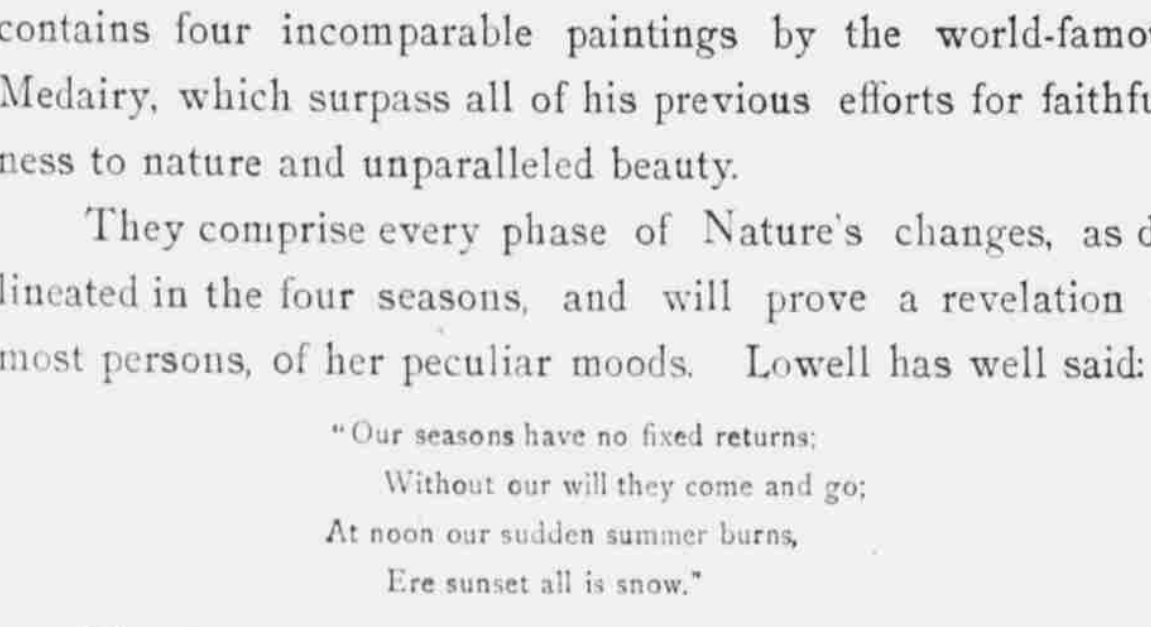 contains four incomparable paintings by the world-famo
Medairy, which surpass all of his previous efforts for faithfu
ness to nature and unparalleled beauty.
They comprise every phase of Nature's changes, as d
lineated in the four seasons, and will prove a revelation
most persons, of her peculiar moods. Lowell has well said:
"Our seasons have no fixed returns;
Without our will they come and go;
At noon our sudden summer burns,
Ere sunset all is snow."